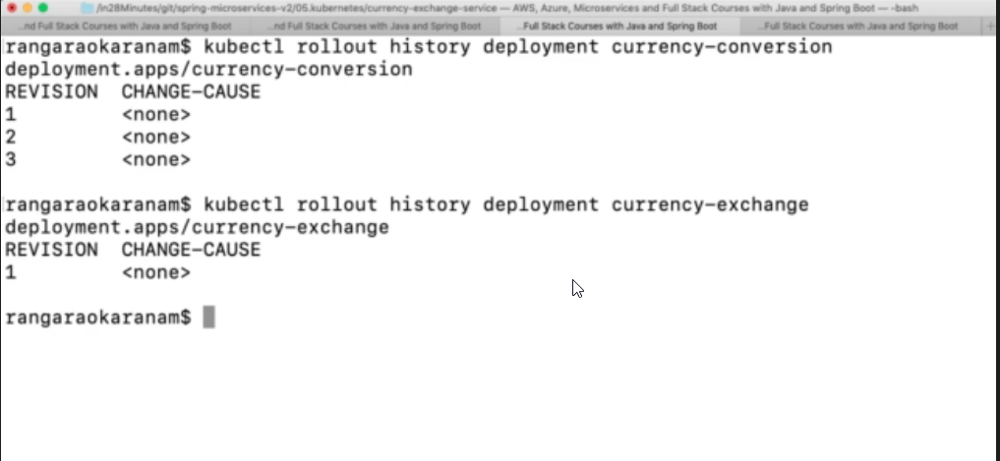 /in28Minutes/git/spring-microservices-v2/05.kubernetes/currency-exchange-service — AWS, Azure, Microservices and Full Stack Courses with Java and Spring Boot — -bash
...nd Full Stack Courses with Java and Spring Boot ...nd Full Stack Courses with Java and Spring Boot ...Full Stack Courses with Java and Spring Boot ...Full Stack Courses with Java and Spring Boot +
rangaraokaranam$ kubectl rollout history deployment currency-conversion
deployment.apps/currency-conversion
REVISION CHANGE-CAUSE
1 <none>
2 <none>
3 <none>
rangaraokaranam$ kubectl rollout history deployment currency-exchange
deployment.apps/currency-exchange
REVISION CHANGE-CAUSE
1 <none>
rangaraokaranam$